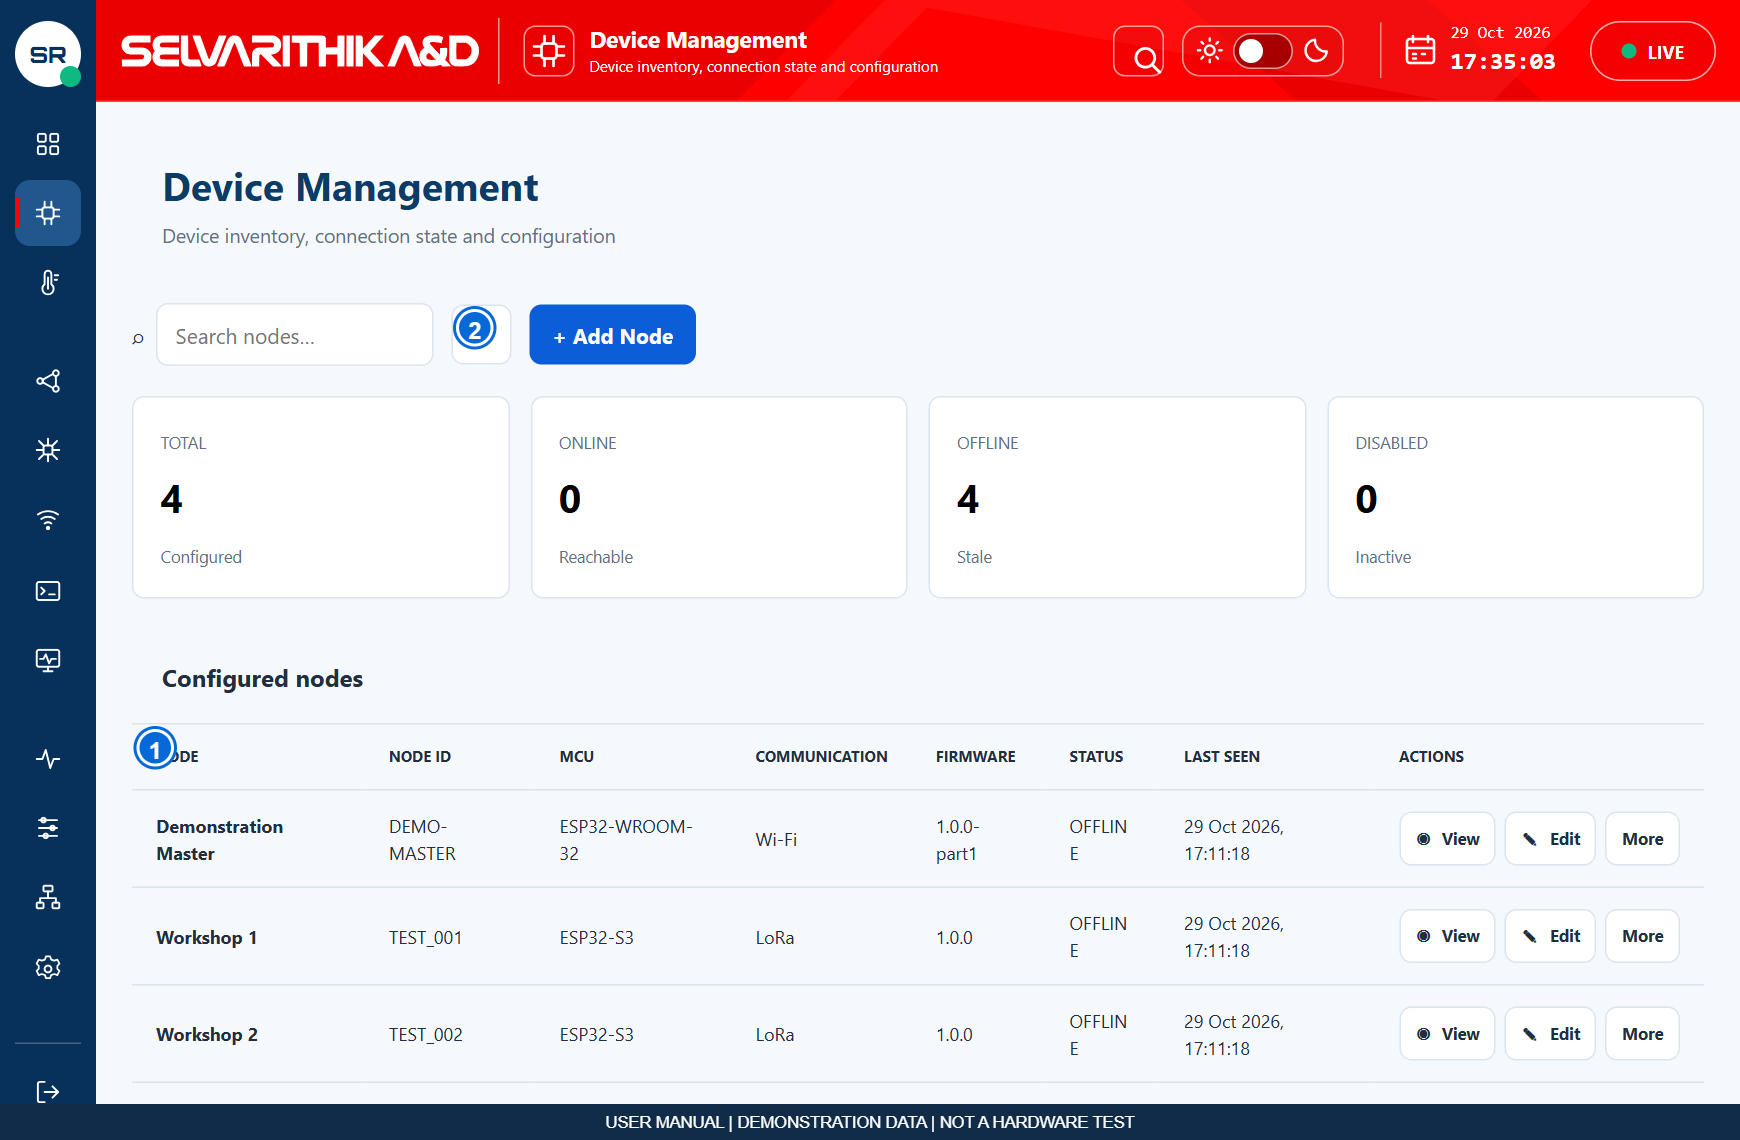 SR
SELVARITHIK A&D
Device Management
Device inventory, connection state and configuration
29 Oct 2026
17:35:03
LIVE
Device Management
Device inventory, connection state and configuration
Search nodes...
2
+ Add Node
TOTAL
4
Configured
ONLINE
0
Reachable
OFFLINE
4
Stale
DISABLED
0
Inactive
Configured nodes
1
NODE ID MCU COMMUNICATION FIRMWARE STATUS LAST SEEN ACTIONS
Demonstration Master DEMO-MASTER ESP32-WROOM-32 Wi-Fi 1.0.0-part1 OFFLINE 29 Oct 2026, 17:11:18 View Edit More
Workshop 1 TEST_001 ESP32-S3 LoRa 1.0.0 OFFLINE 29 Oct 2026, 17:11:18 View Edit More
Workshop 2 TEST_002 ESP32-S3 LoRa 1.0.0 OFFLINE 29 Oct 2026, 17:11:18 View Edit More
USER MANUAL | DEMONSTRATION DATA | NOT A HARDWARE TEST